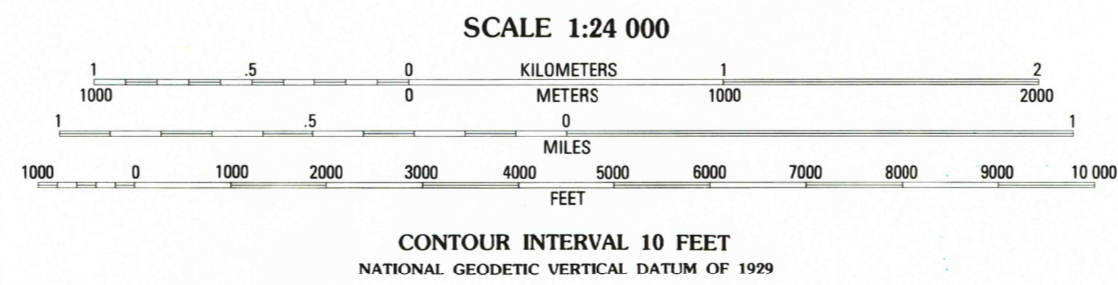 SCALE 1:24 000
1 .5 0 KILOMETERS 1 2
1000 0 METERS 1000 2000
1 .5 0 1
MILES
1000 0 1000 2000 3000 4000 5000 6000 7000 8000 9000 10 000
FEET
CONTOUR INTERVAL 10 FEET
NATIONAL GEODETIC VERTICAL DATUM OF 1929